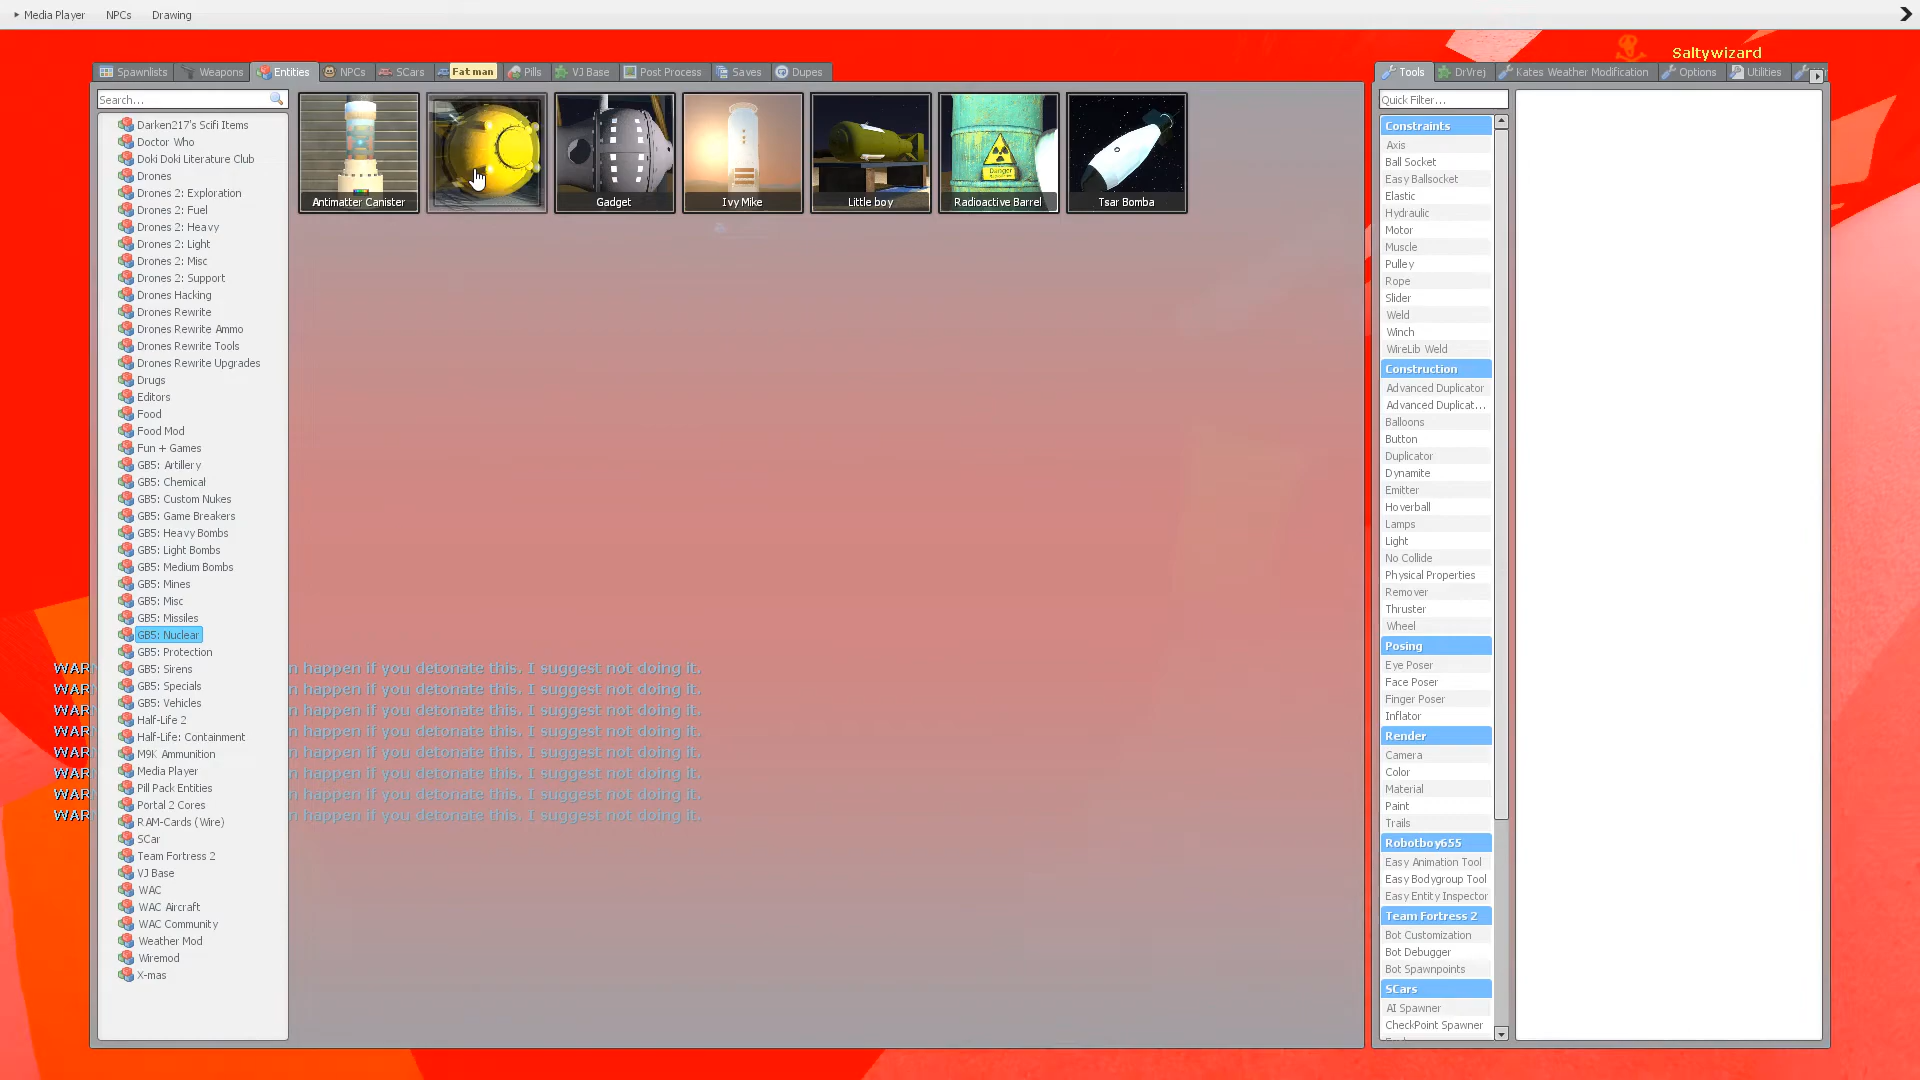 Media Player NPCs Drawing
Saltywizard
Spawnlists Weapons Entities NPCs SCars Fat man Pills VJ Base Post Process Saves Dupes
Tools DrVrej Kates Weather Modification Options Utilities
Search...
Quick Filter...
Antimatter Canister
Gadget
Ivy Mike
Little boy
Danger
Radioactive Barrel
Tsar Bomba
Darken217's Scifi Items
Doctor Who
Doki Doki Literature Club
Drones
Drones 2: Exploration
Drones 2: Fuel
Drones 2: Heavy
Drones 2: Light
Drones 2: Misc
Drones 2: Support
Drones Hacking
Drones Rewrite
Drones Rewrite Ammo
Drones Rewrite Tools
Drones Rewrite Upgrades
Drugs
Editors
Food
Food Mod
Fun + Games
GB5: Artillery
GB5: Chemical
GB5: Custom Nukes
GB5: Game Breakers
GB5: Heavy Bombs
GB5: Light Bombs
GB5: Medium Bombs
GB5: Mines
GB5: Misc
GB5: Missiles
GB5: Nuclear
GB5: Protection
GB5: Sirens
GB5: Specials
GB5: Vehicles
Half-Life 2
Half-Life: Containment
M9K Ammunition
Media Player
Pill Pack Entities
Portal 2 Cores
RAM-Cards (Wire)
SCar
Team Fortress 2
VJ Base
WAC
WAC Aircraft
WAC Community
Weather Mod
Wiremod
X-mas
WAR n happen if you detonate this. I suggest not doing it.
WAR n happen if you detonate this. I suggest not doing it.
WAR n happen if you detonate this. I suggest not doing it.
WAR n happen if you detonate this. I suggest not doing it.
WAR n happen if you detonate this. I suggest not doing it.
WAR n happen if you detonate this. I suggest not doing it.
WAR n happen if you detonate this. I suggest not doing it.
WAR n happen if you detonate this. I suggest not doing it.
Constraints
Axis
Ball Socket
Easy Ballsocket
Elastic
Hydraulic
Motor
Muscle
Pulley
Rope
Slider
Weld
Winch
WireLib Weld
Construction
Advanced Duplicator
Advanced Duplicat...
Balloons
Button
Duplicator
Dynamite
Emitter
Hoverball
Lamps
Light
No Collide
Physical Properties
Remover
Thruster
Wheel
Posing
Eye Poser
Face Poser
Finger Poser
Inflator
Render
Camera
Color
Material
Paint
Trails
Robotboy655
Easy Animation Tool
Easy Bodygroup Tool
Easy Entity Inspector
Team Fortress 2
Bot Customization
Bot Debugger
Bot Spawnpoints
SCars
AI Spawner
CheckPoint Spawner